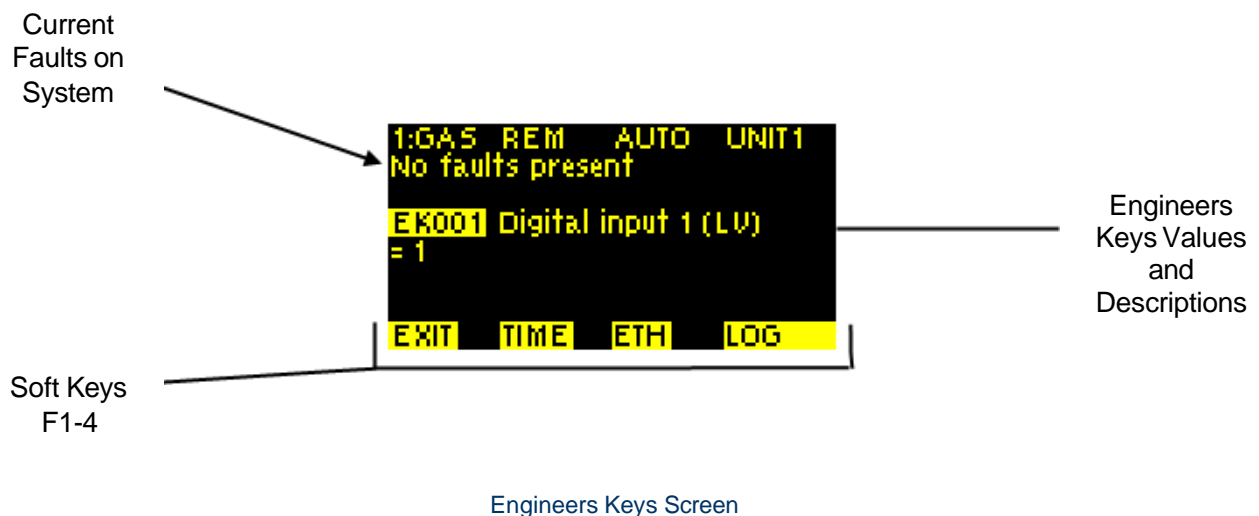 Current
Faults on
System
1:GAS REM AUTO UNIT1
No faults present
EK001 Digital input 1 (LV)
= 1
EXIT TIME ETH LOG
Engineers
Keys Values
and
Descriptions
Soft Keys
F1-4
Engineers Keys Screen